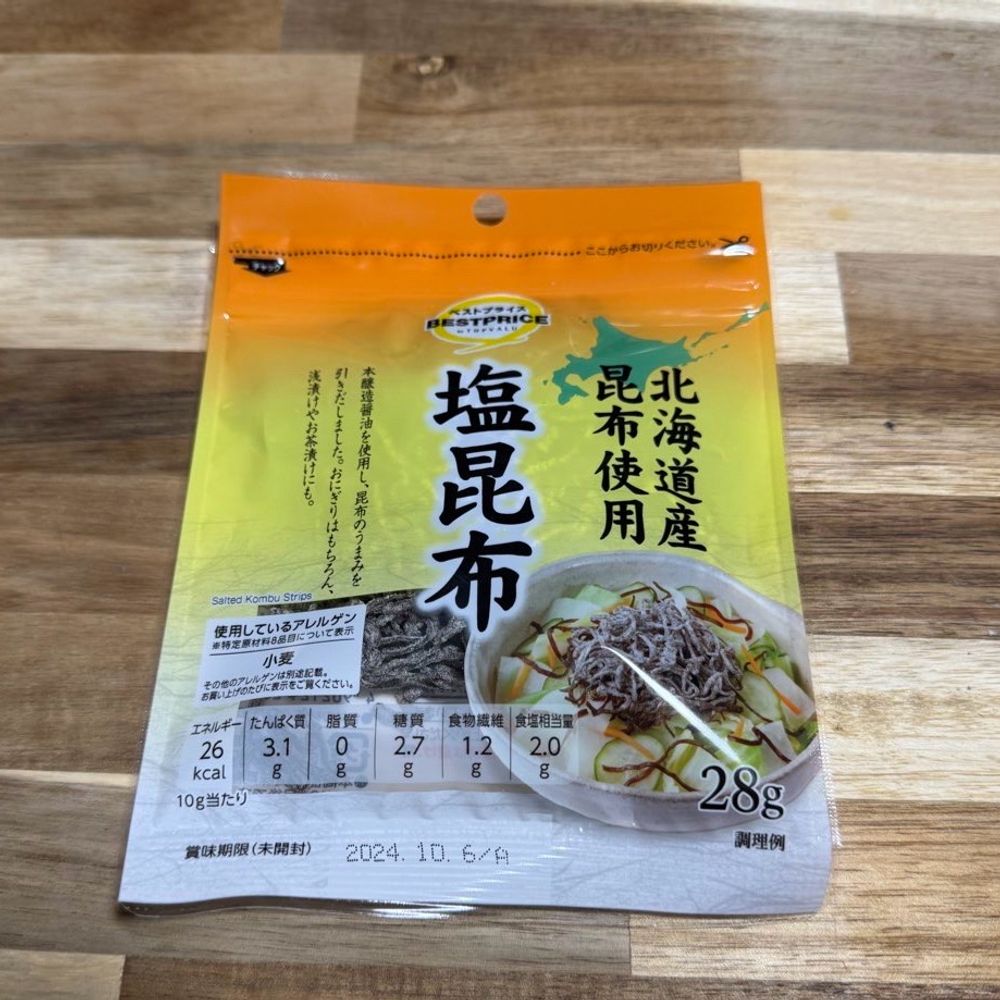 ここからお切りください。
チャック
ベストプライス
BESTPRICE
by TOPVALU
北海道産
昆布使用
塩昆布
本醸造醤油を使用し、昆布のうまみを
引きだしました。おにぎりはもちろん、
浅漬けやお茶漬けにも。
Salted Kombu Strips
使用しているアレルゲン
※特定原材料8品目について表示
小麦
その他のアレルゲンは別途記載。
お買い上げのたびに表示をご覧ください。
エネルギー たんぱく質 脂質 糖質 食物繊維 食塩相当量
26 3.1 0 2.7 1.2 2.0
kcal g g g g g
10g当たり
28g
調理例
賞味期限(未開封) 2024.10.6/A